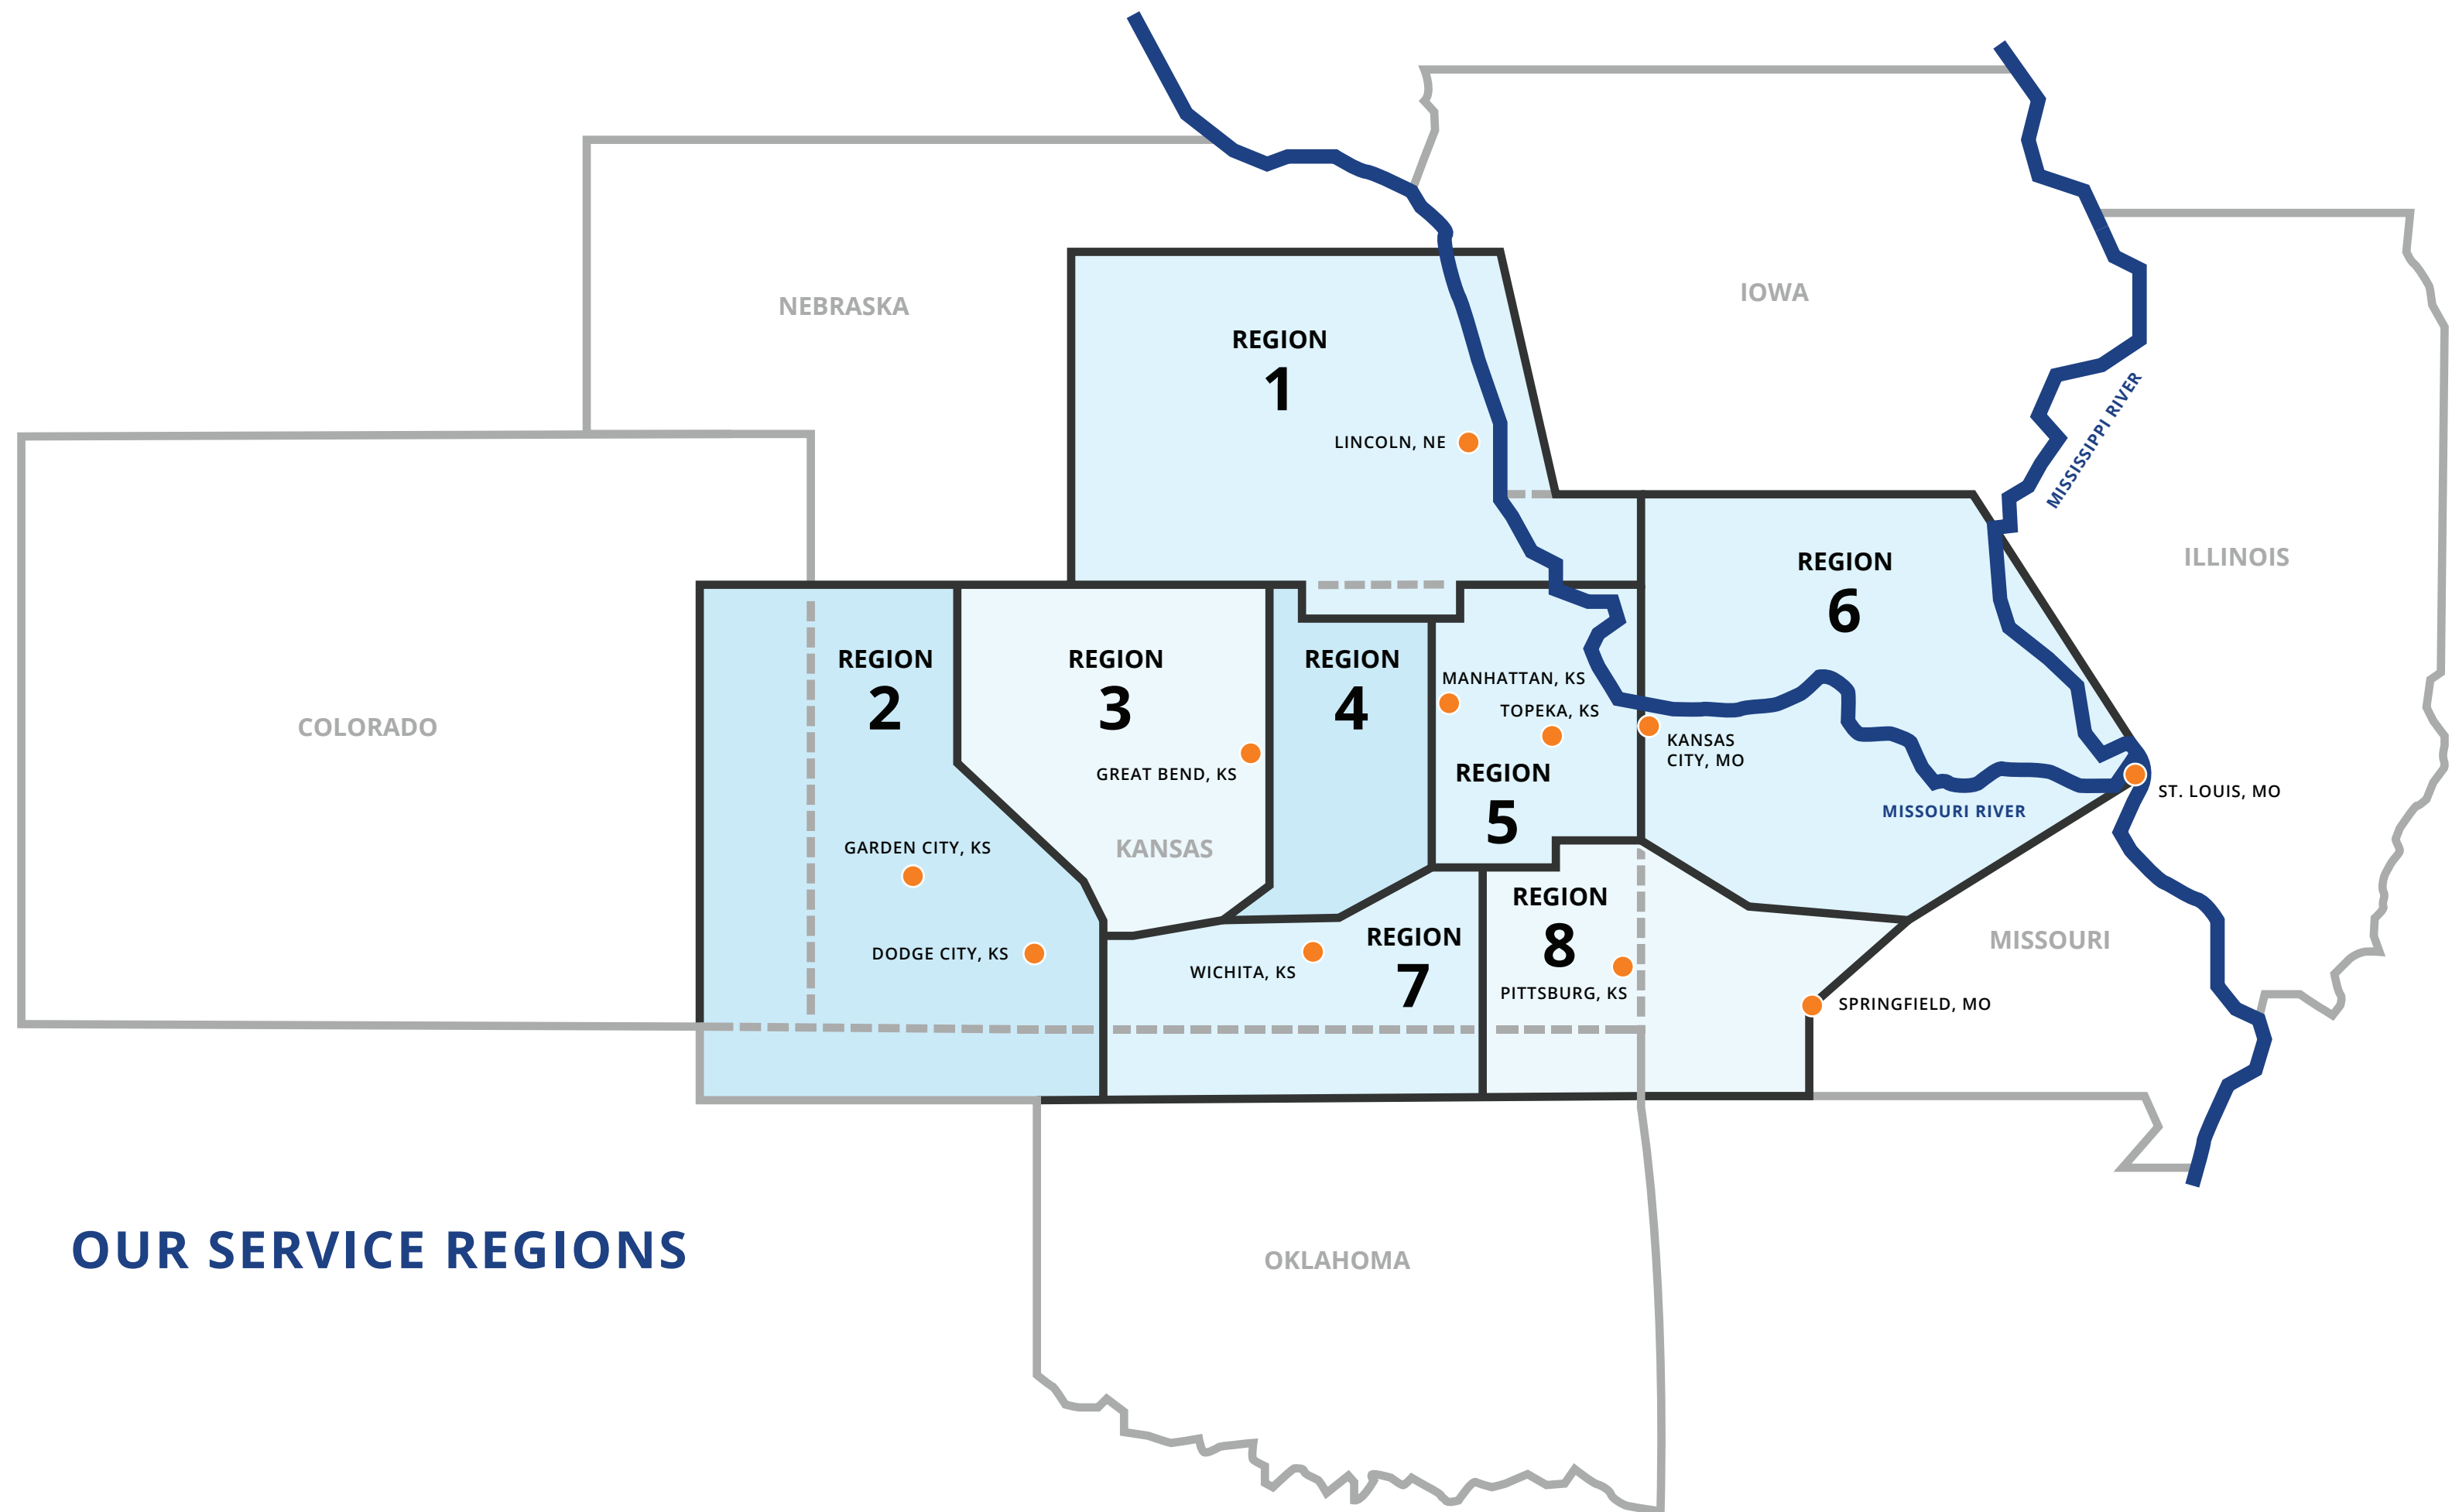 NEBRASKA
IOWA
REGION
1
LINCOLN, NE
MISSISSIPPI RIVER
ILLINOIS
REGION
6
COLORADO
REGION
2
REGION
3
REGION
4
MANHATTAN, KS
TOPEKA, KS
KANSAS
CITY, MO
GREAT BEND, KS
REGION
5
MISSOURI RIVER
ST. LOUIS, MO
GARDEN CITY, KS
KANSAS
REGION
8
MISSOURI
DODGE CITY, KS
WICHITA, KS
REGION
7
PITTSBURG, KS
SPRINGFIELD, MO
OUR SERVICE REGIONS
OKLAHOMA